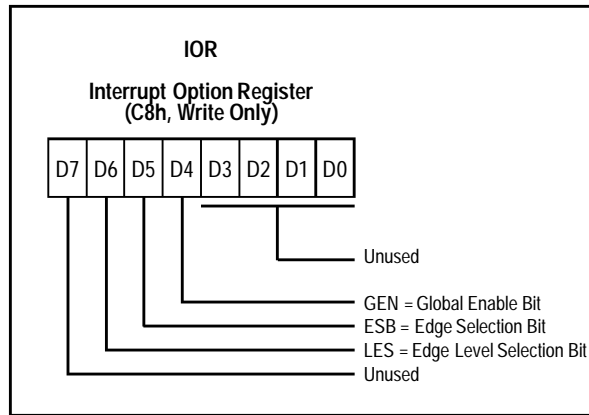 IOR
Interrupt Option Register
(C8h, Write Only)
D7 D6 D5 D4 D3 D2 D1 D0
Unused
GEN = Global Enable Bit
ESB = Edge Selection Bit
LES = Edge Level Selection Bit
Unused